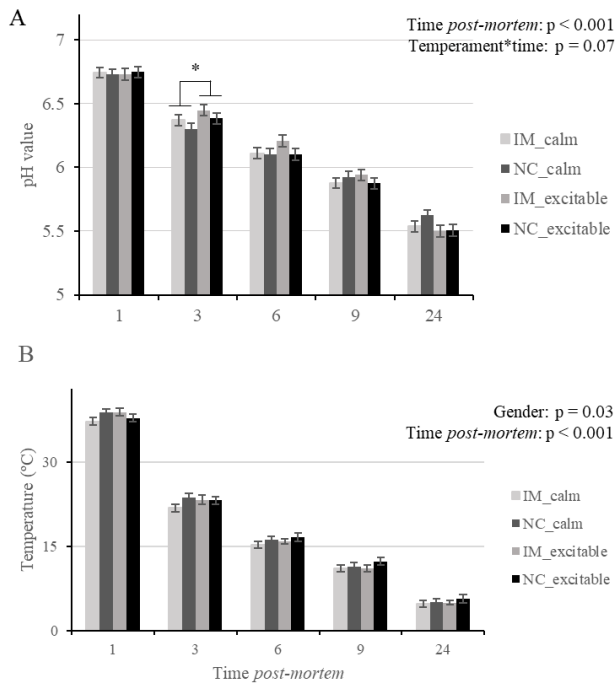 A
Time post-mortem: p < 0.001
Temperament*time: p = 0.07
7
6.5
6
5.5
5
pH value
*
1 3 6 9 24
IM_calm
NC_calm
IM_excitable
NC_excitable
B
Gender: p = 0.03
Time post-mortem: p < 0.001
30
15
0
Temperature (°C)
1 3 6 9 24
Time post-mortem
IM_calm
NC_calm
IM_excitable
NC_excitable